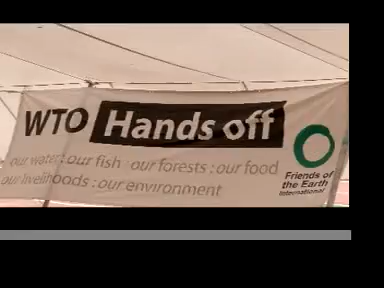 WTO Hands off
our water: our fish : our forests : our food
our livelihoods : our environment
Friends of
the Earth
International